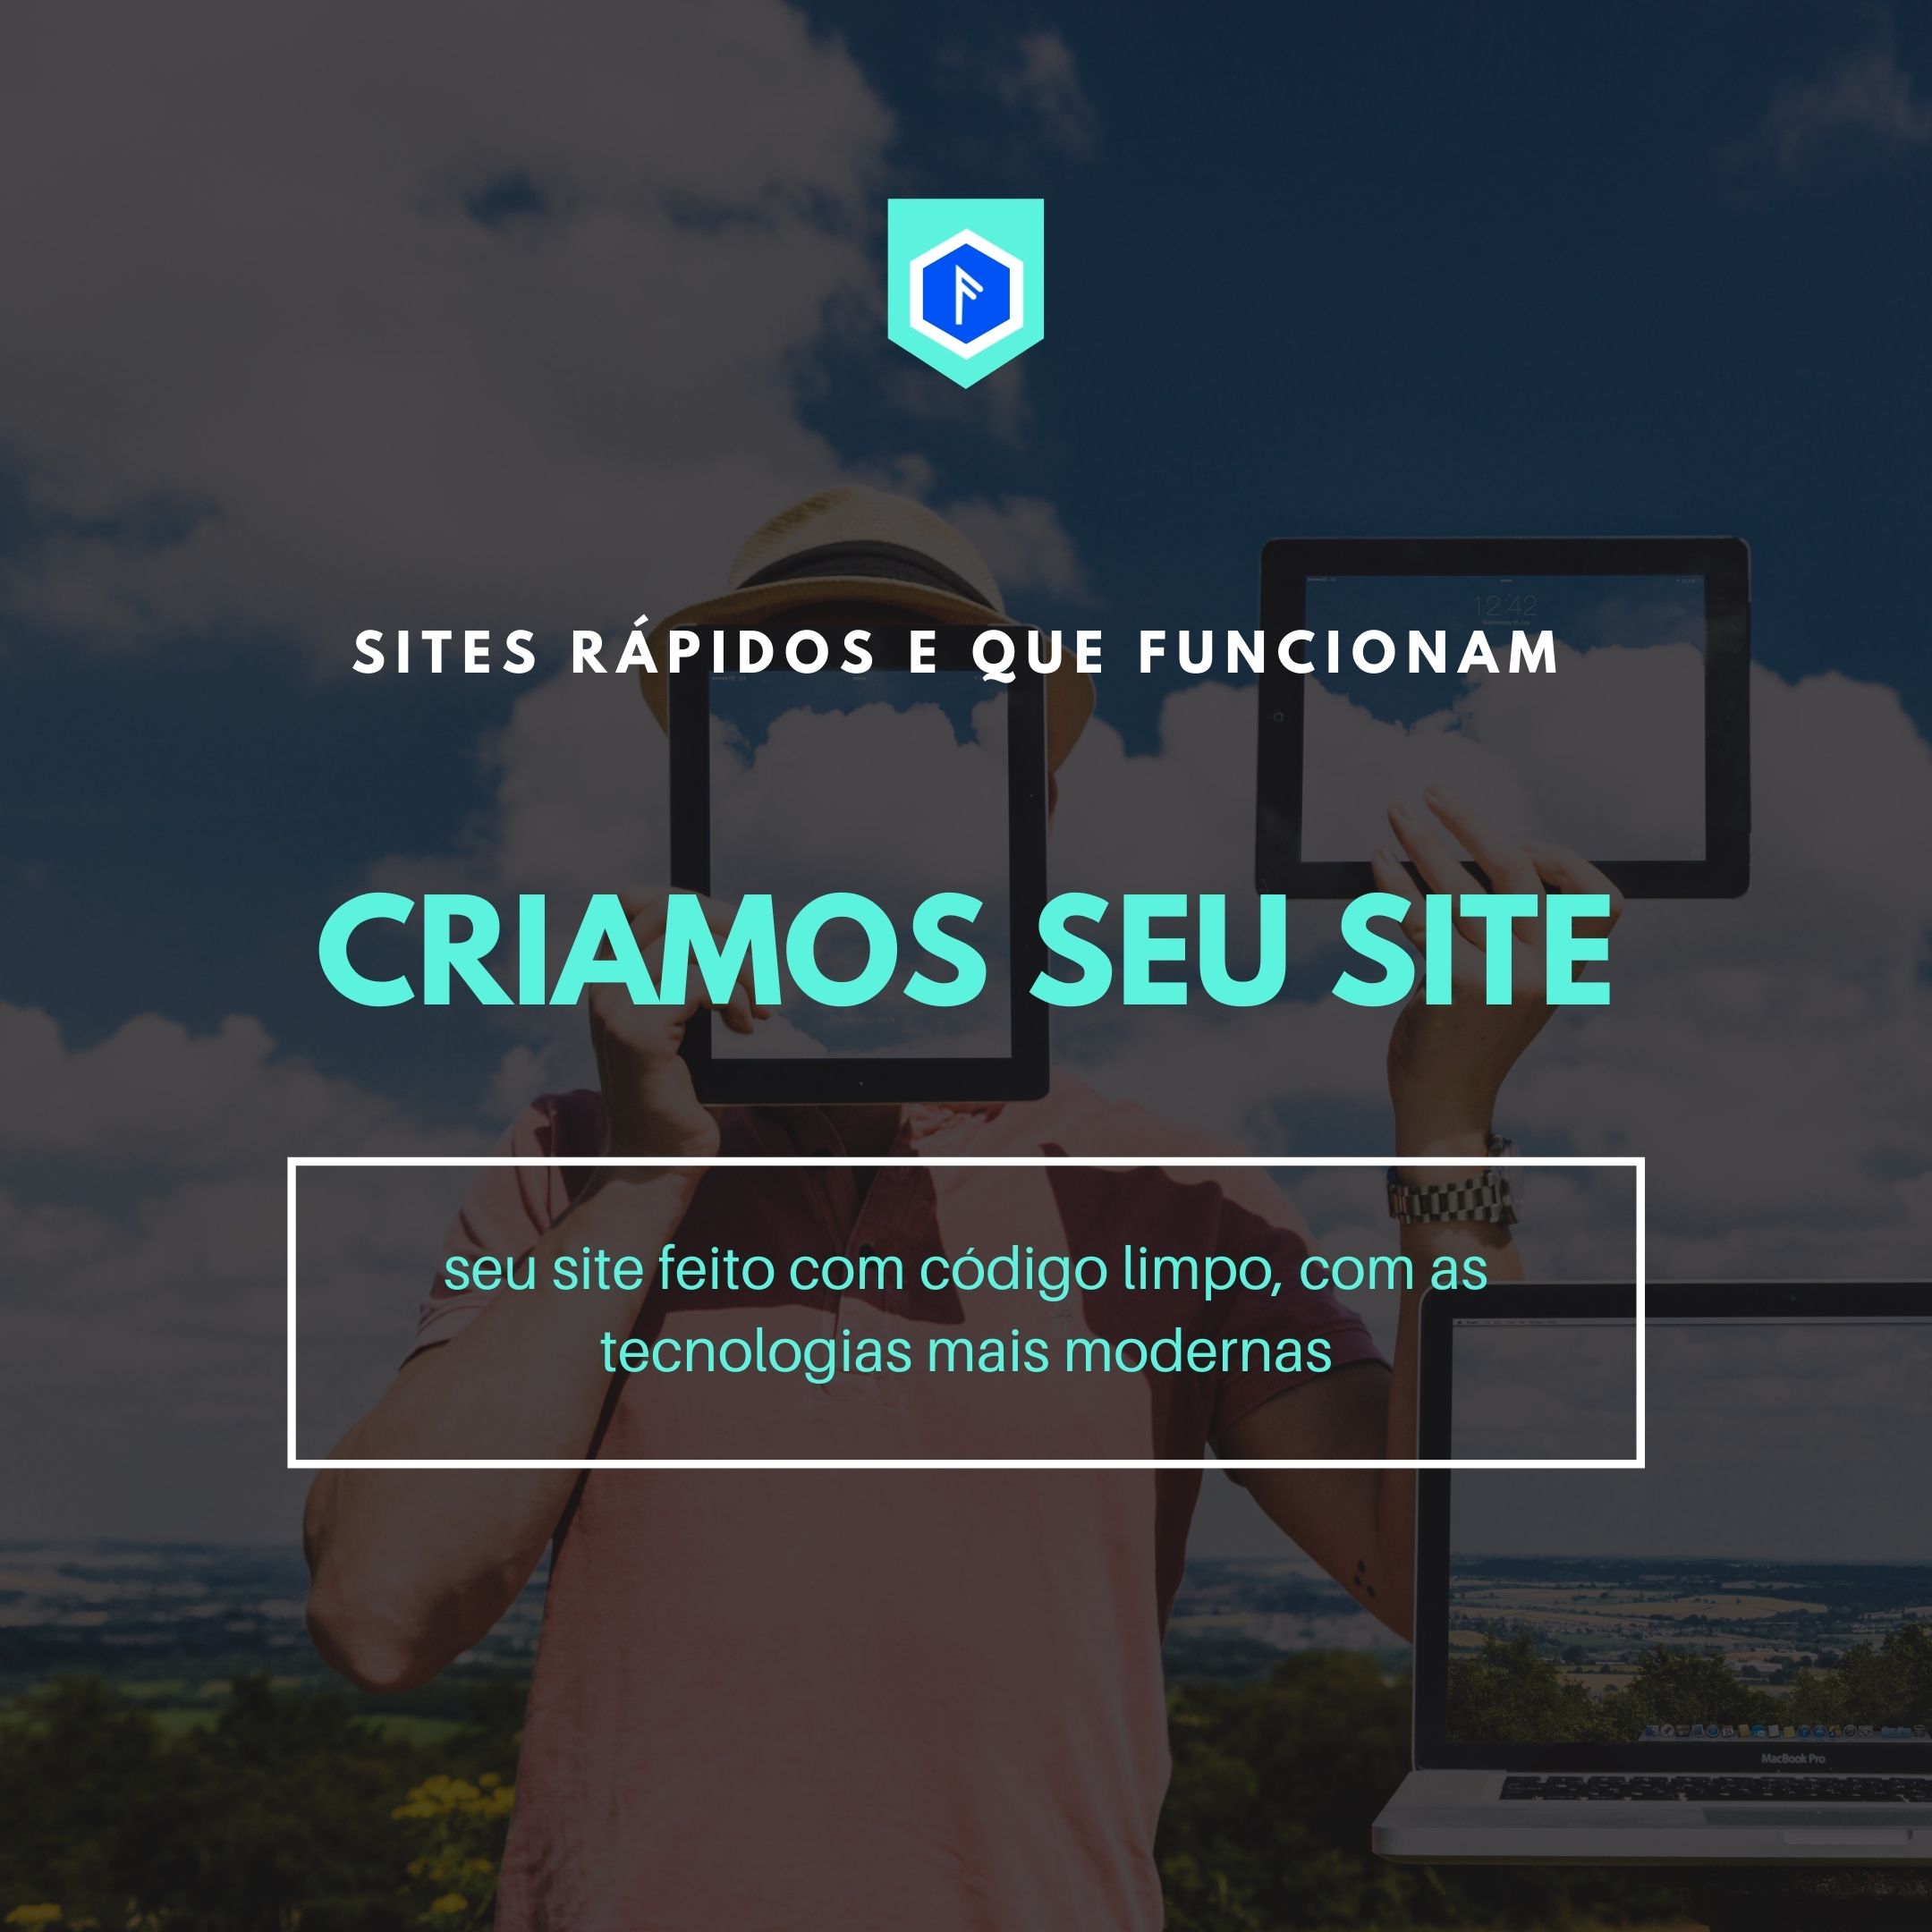 SITES RÁPIDOS E QUE FUNCIONAM
12:42
CRIAMOS SEU SITE
seu site feito com código limpo, com as
tecnologias mais modernas
MacBook Pro